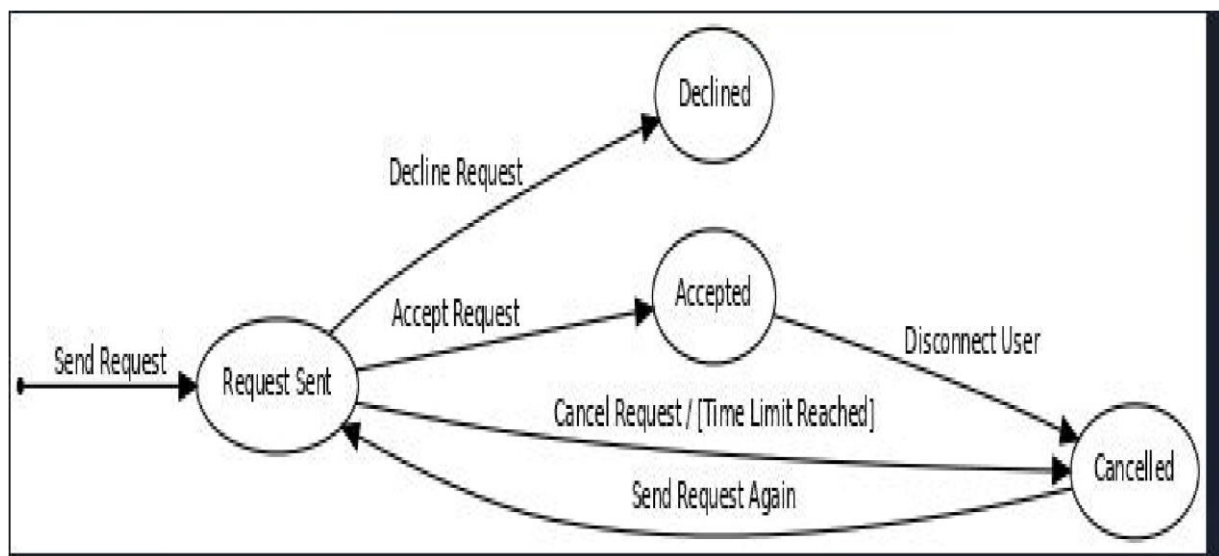 Declined
Decline Request
Accepted
Accept Request
Disconnect User
Send Request
Request Sent
Cancel Request / [Time Limit Reached]
Cancelled
Send Request Again